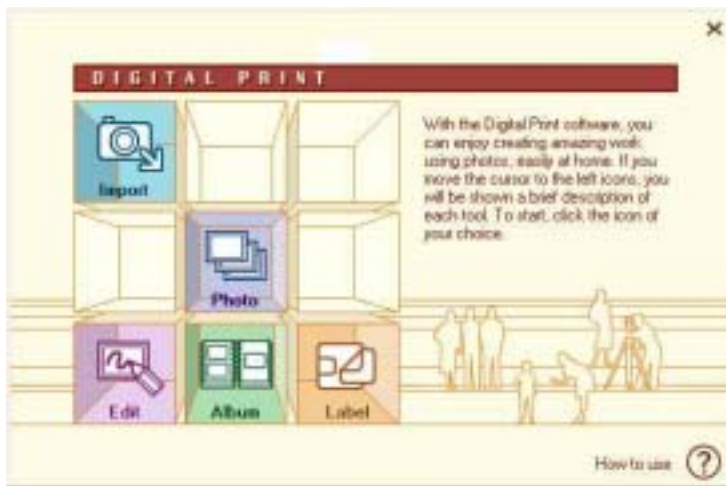 DIGITAL PRINT
Import
With the Digital Print software, you
can enjoy creating amazing work
using photos, easily at home. If you
move the cursor to the left icons, you
will be shown a brief description of
each tool. To start, click the icon of
your choice.
Photo
Edit
Album
Label
How to use
?